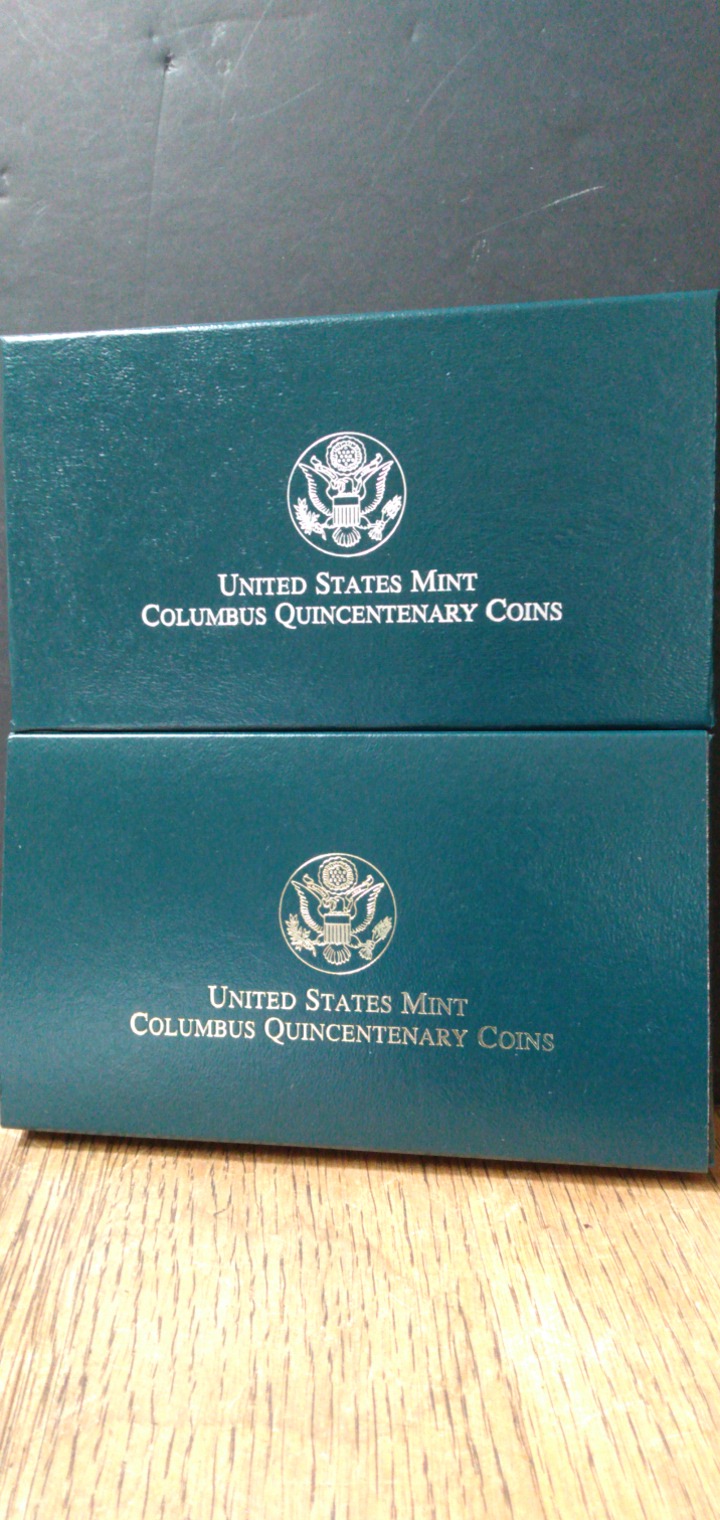 United States Mint
Columbus Quincentenary Coins
United States Mint
Columbus Quincentenary Coins